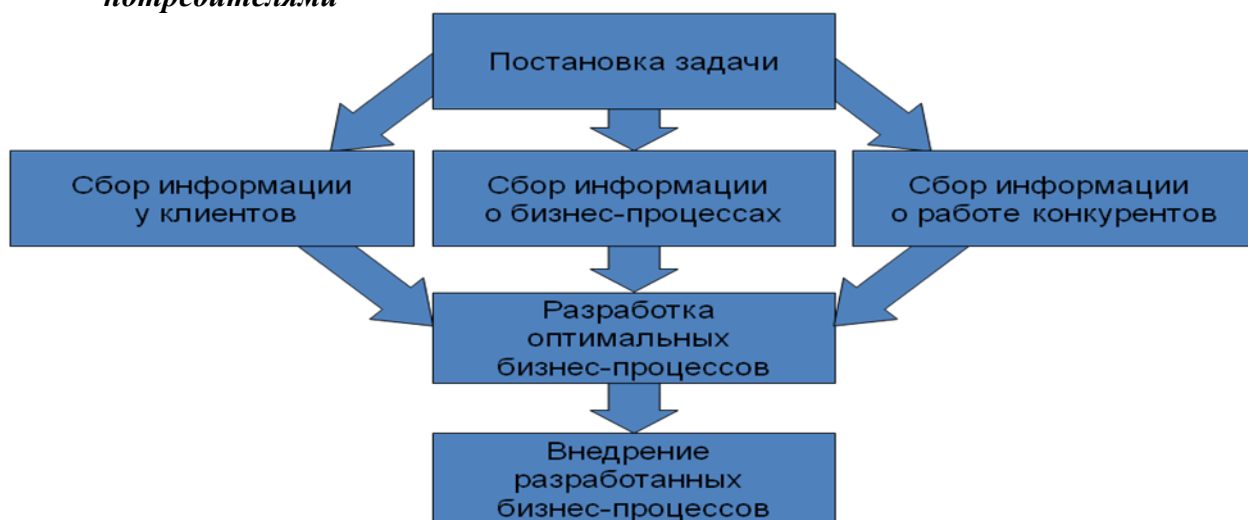 потребителями
Постановка задачи
Сбор информации
у клиентов
Сбор информации
о бизнес-процессах
Сбор информации
о работе конкурентов
Разработка
оптимальных
бизнес-процессов
Внедрение
разработанных
бизнес-процессов